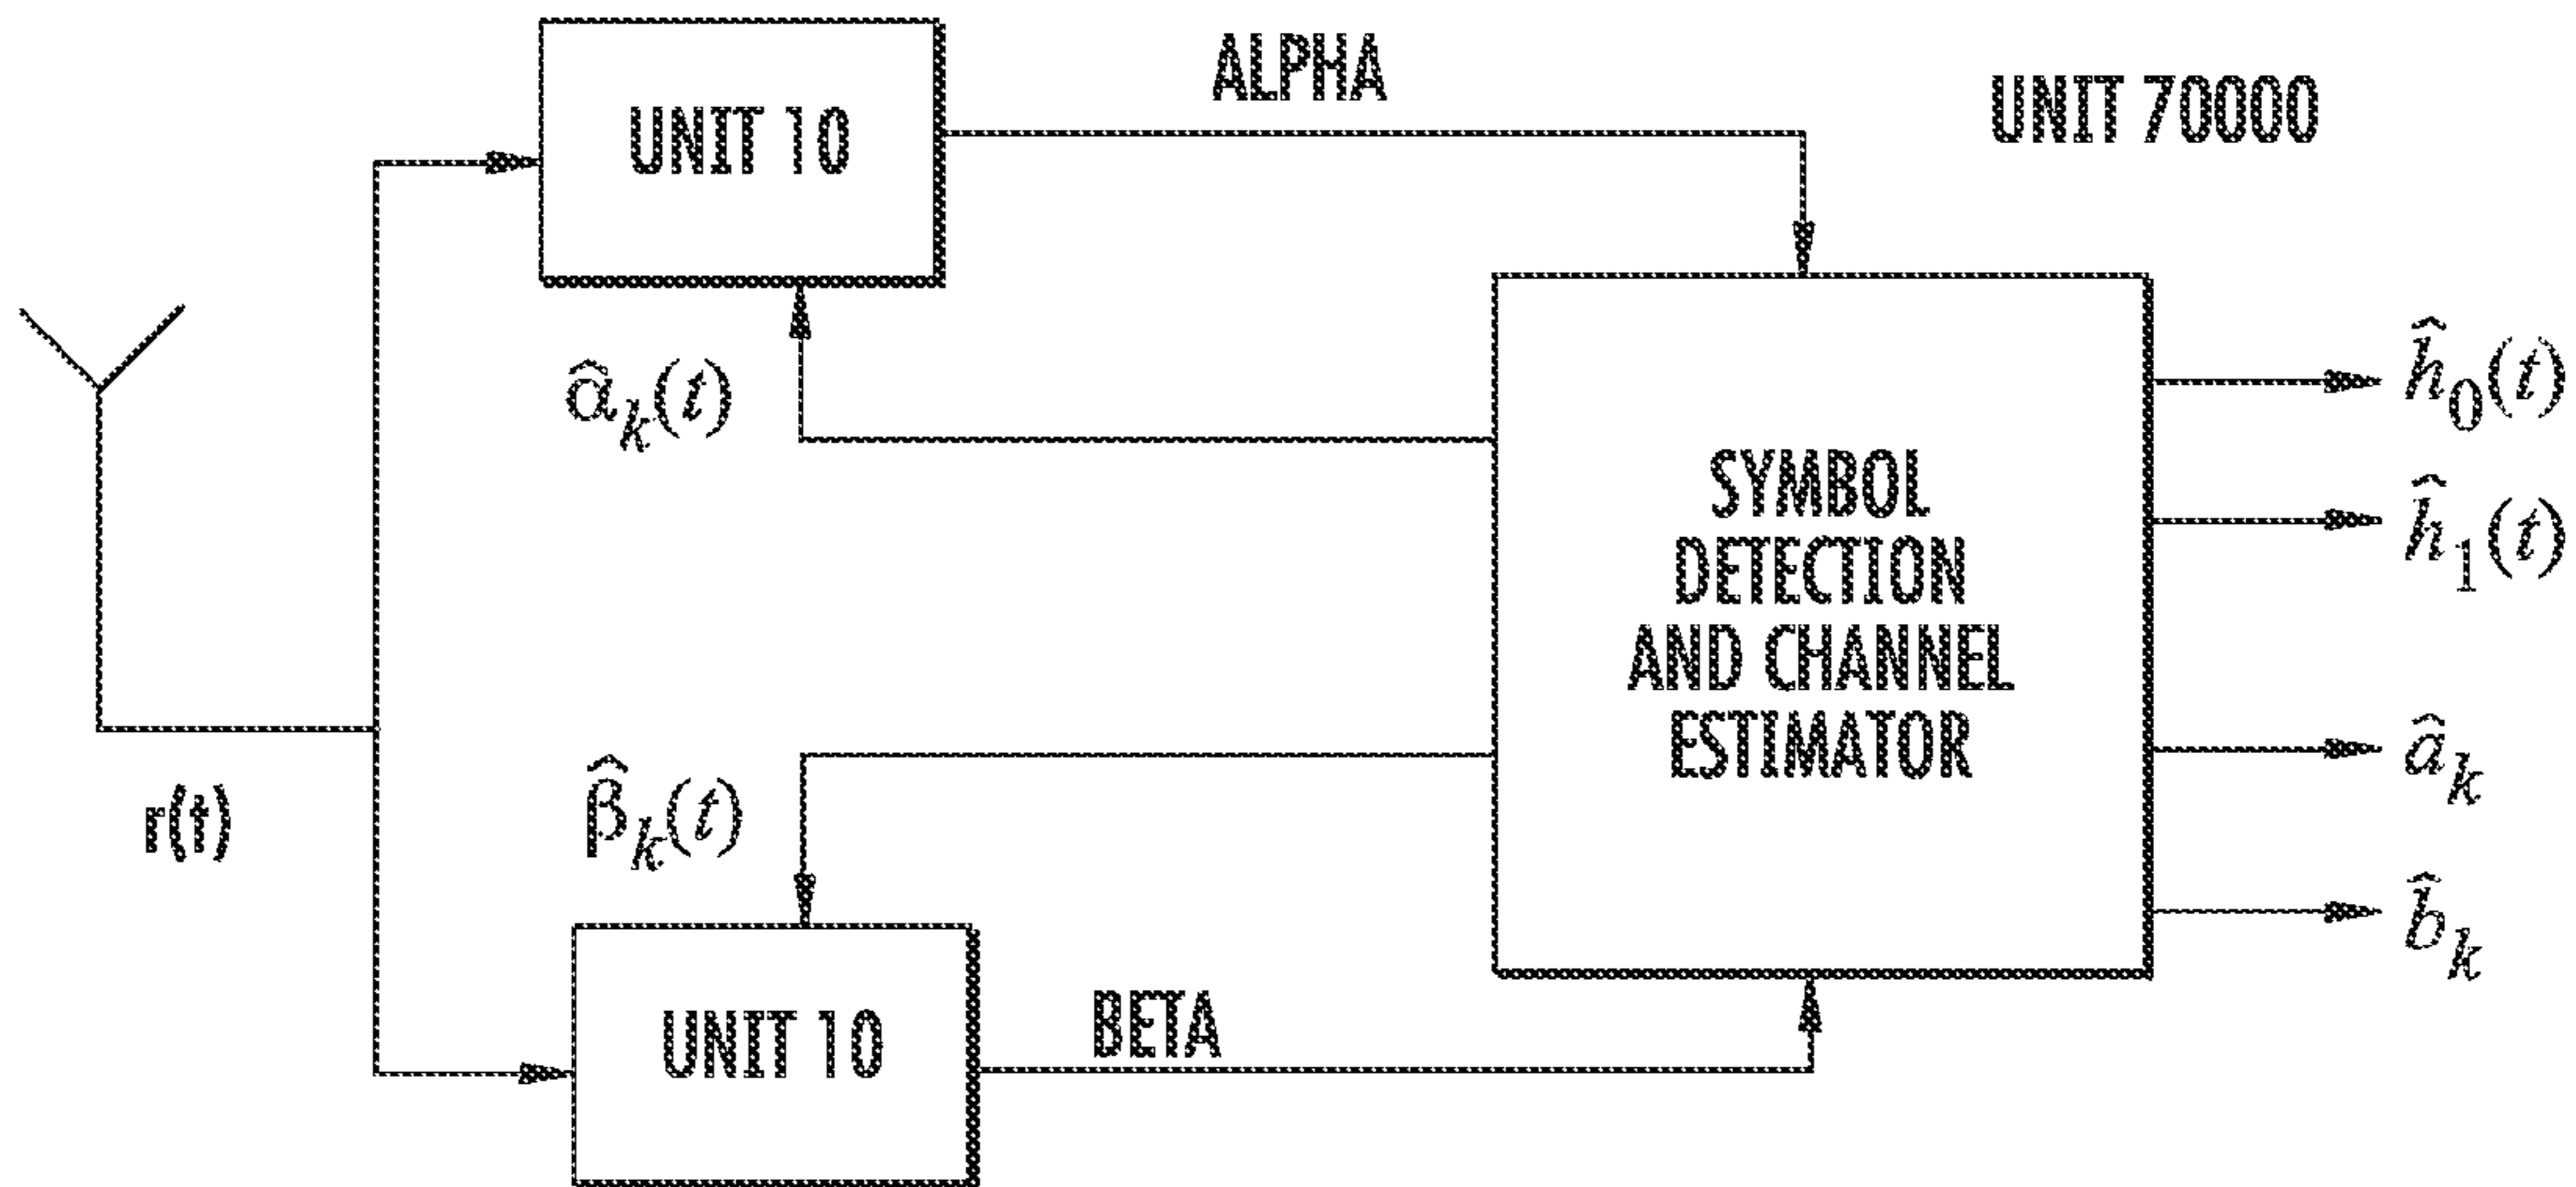 ALPHA
UNIT 70000
UNIT 10
α̂ₖ(t)
ĥ₀(t)
ĥ₁(t)
SYMBOL
DETECTION
AND CHANNEL
ESTIMATOR
âₖ
b̂ₖ
r(t)
β̂ₖ(t)
UNIT 10
BETA